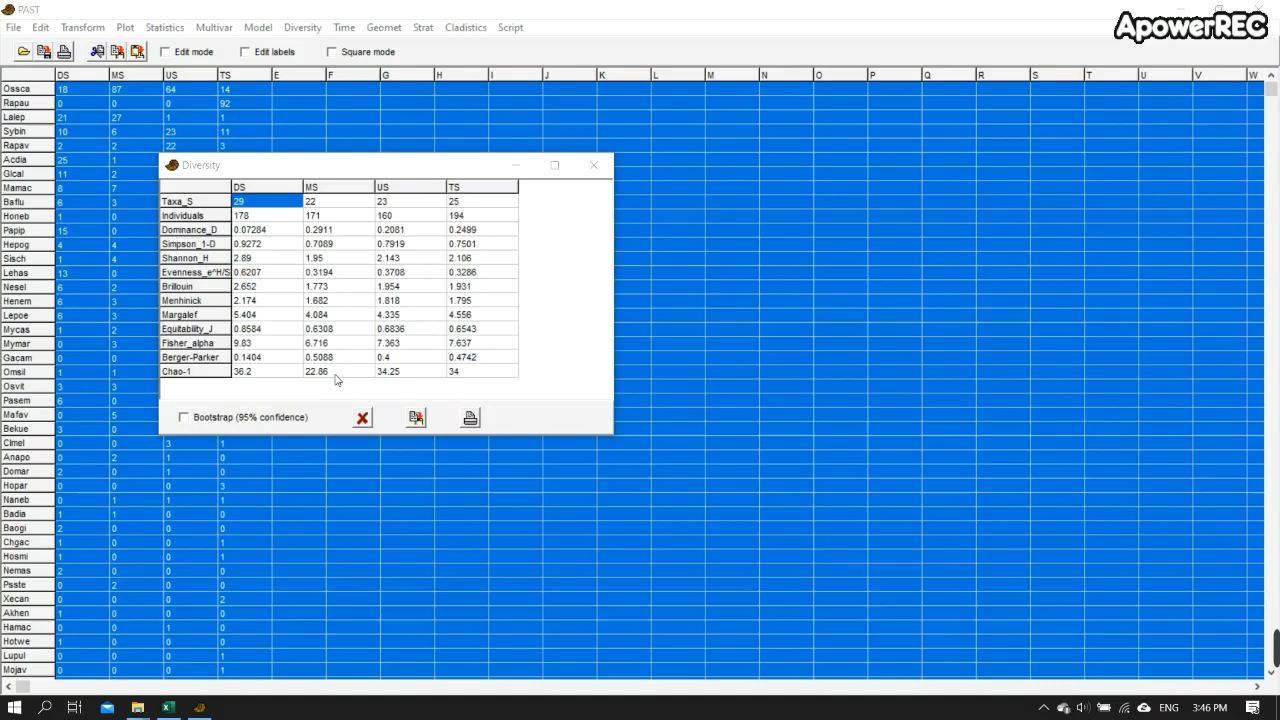 PAST
ApowerREC
File Edit Transform Plot Statistics Multivar Model Diversity Time Geomet Strat Cladistics Script
Edit mode Edit labels Square mode
DS MS US TS E F G H I J K L M N O P Q R S T U V W
Ossca 18 87 64 14
Rapau 0 0 0 92
Lalep 21 27 1 1
Sybin 10 6 23 11
Rapav 2 2 22 3
Acdia 25 1
Glcal 11 2
Mamac 8 7
Baflu 6 3
Honeb 1 0
Papip 15 0
Hepog 4 4
Sisch 1 4
Lehas 13 0
Nesel 6 2
Henem 6 3
Lepoe 6 3
Mycas 1 2
Mymar 3 3
Gacam 0 0
Omsil 1 1
Osvit 3 3
Pasem 6 0
Mafav 0 5
Bekue 3 0
Clmel 0 0 3 1
Anapo 0 2 1 0
Domar 2 0 1 0
Hopar 0 0 0 3
Naneb 0 1 1 1
Badia 1 1 0 0
Baogi 2 0 0 0
Chgac 1 0 0 1
Hosmi 1 0 0 1
Nemas 2 0 0 0
Psste 0 2 0 0
Xecan 0 0 0 2
Akhen 1 0 0 0
Hamac 0 0 1 0
Hotwe 1 0 0 0
Lupul 0 0 0 1
Mojav 0 0 0 1
Diversity
DS MS US TS
Taxa_S 29 22 23 25
Individuals 178 171 160 194
Dominance_D 0.07284 0.2911 0.2081 0.2499
Simpson_1-D 0.9272 0.7089 0.7919 0.7501
Shannon_H 2.89 1.95 2.143 2.106
Evenness_e^H/S 0.6207 0.3194 0.3708 0.3286
Brillouin 2.652 1.773 1.954 1.931
Menhinick 2.174 1.682 1.818 1.795
Margalef 5.404 4.084 4.335 4.556
Equitability_J 0.8584 0.6308 0.6836 0.6543
Fisher_alpha 9.83 6.716 7.363 7.637
Berger-Parker 0.1404 0.5088 0.4 0.4742
Chao-1 36.2 22.86 34.25 34
Bootstrap (95% confidence)
ENG 3:46 PM